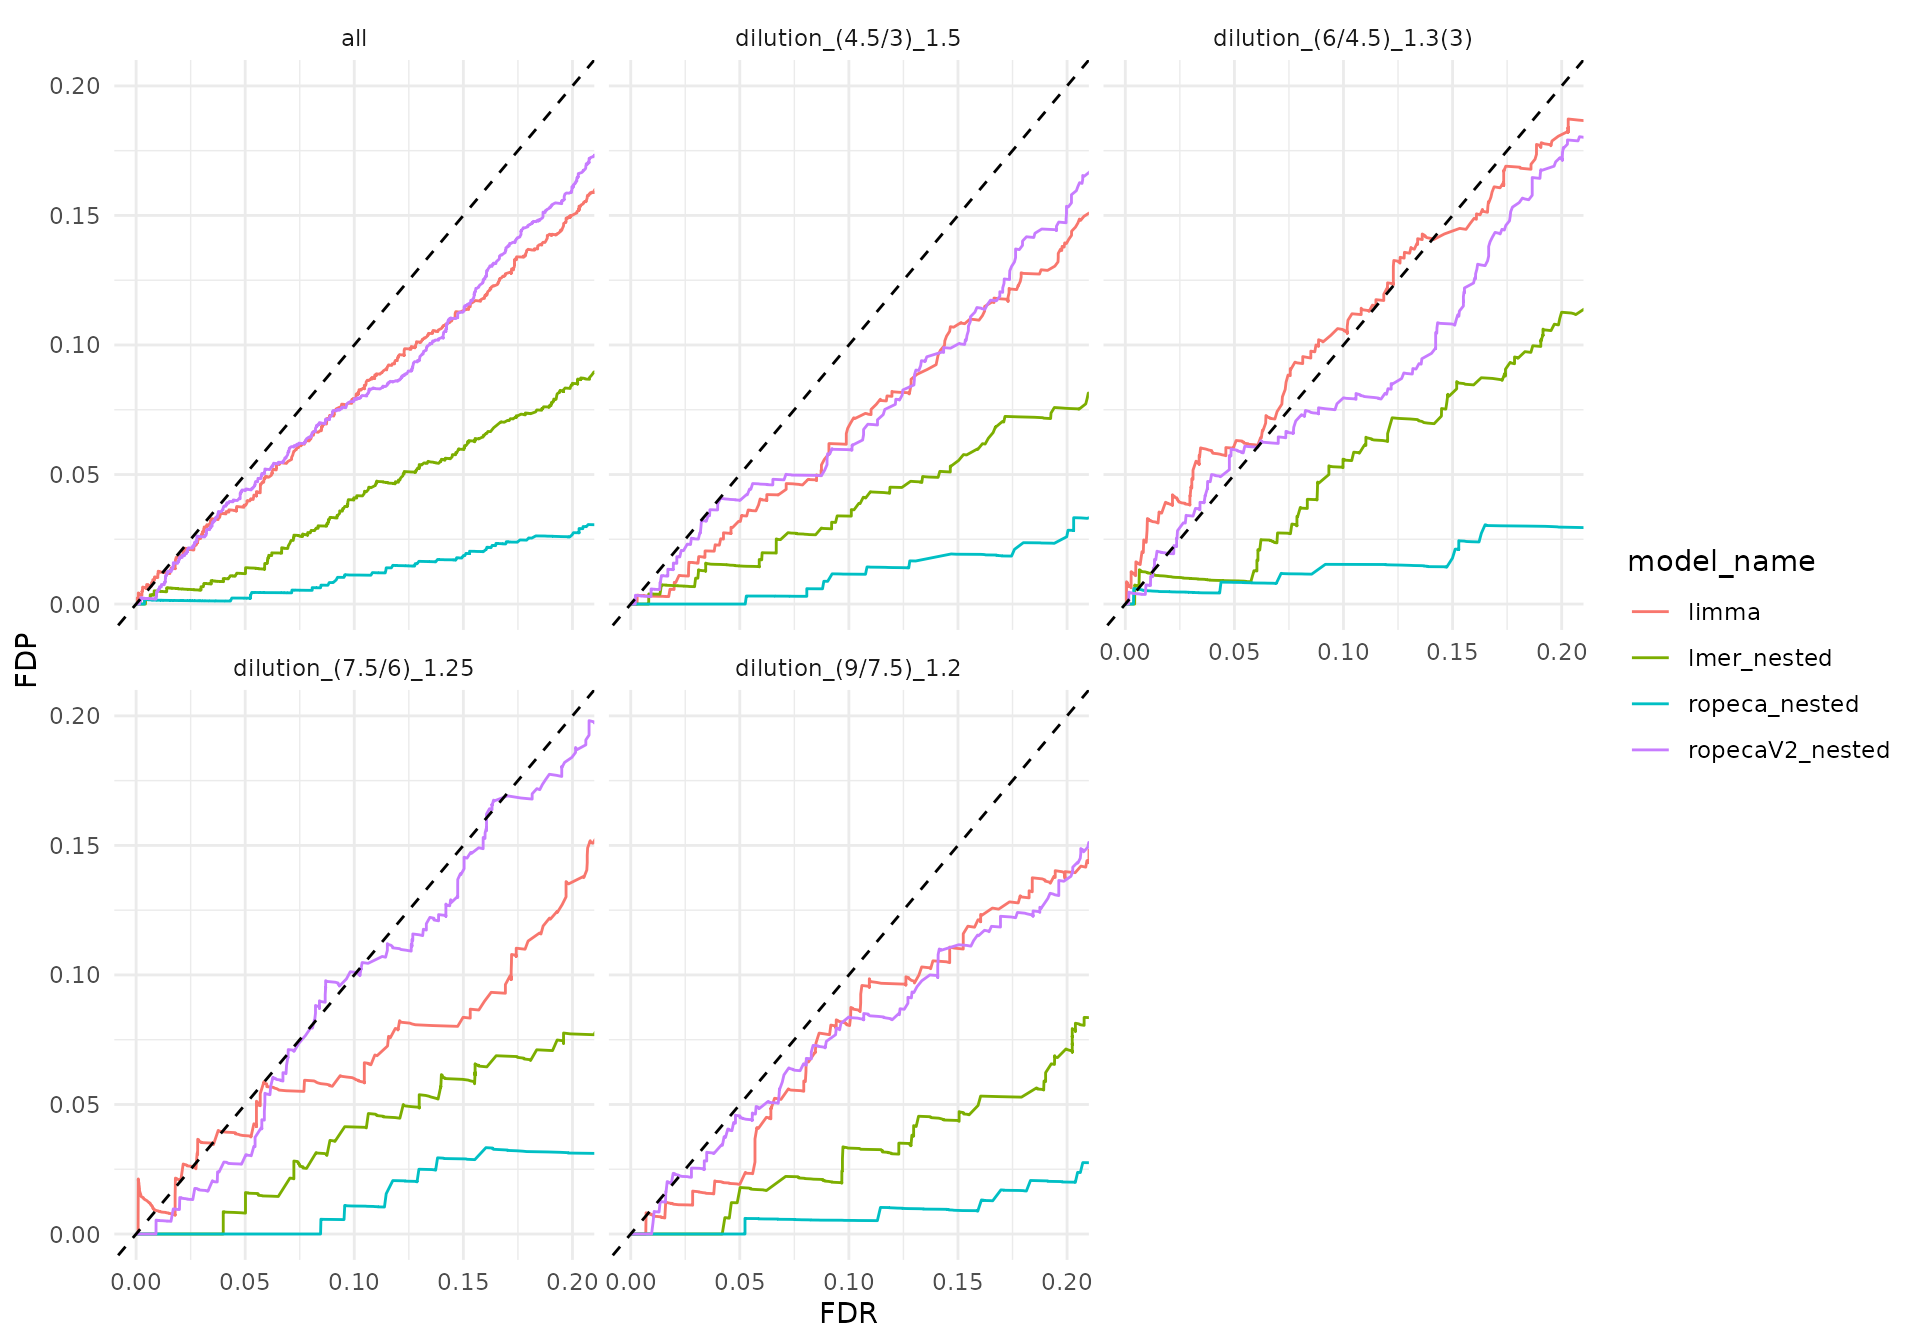 all
dilution_(4.5/3)_1.5
dilution_(6/4.5)_1.3(3)
0.20
0.15
0.10
0.05
0.00
0.00 0.05 0.10 0.15 0.20
FDP
dilution_(7.5/6)_1.25
dilution_(9/7.5)_1.2
0.20
0.15
0.10
0.05
0.00
0.00 0.05 0.10 0.15 0.20
0.00 0.05 0.10 0.15 0.20
FDR
model_name
limma
lmer_nested
ropeca_nested
ropecaV2_nested